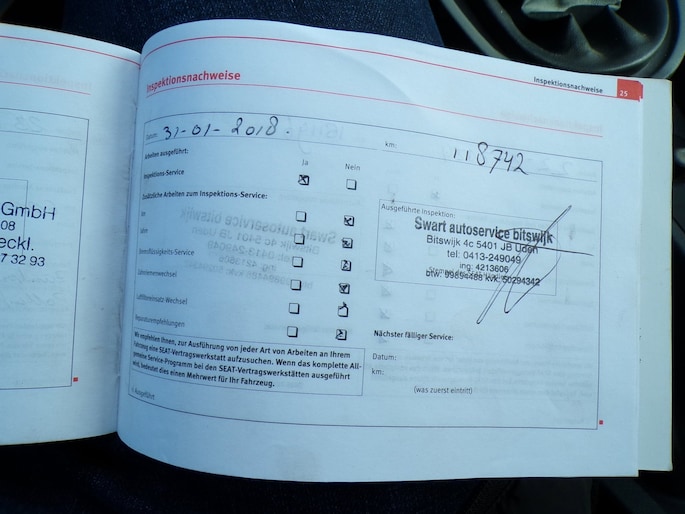 GmbH
08
eckl.
7 32 93
Inspektionsnachweise
Inspektionsnachweise
25
Datum: 31-01-2018.
km: 118742
Arbeiten ausgeführt:
Ja Nein
Inspektions-Service
Zusätzliche Arbeiten zum Inspektions-Service:
Bremsflüssigkeits-Service
Zahnriemenwechsel
Luftfiltereinsatz-Wechsel
Reparaturempfehlungen
Wir empfehlen Ihnen, zur Ausführung von jeder Art von Arbeiten an Ihrem
Fahrzeug eine SEAT-Vertragswerkstatt aufzusuchen. Wenn das komplette All-
gemeine Service-Programm bei den SEAT-Vertragswerkstätten ausgeführt
wird, bedeutet dies einen Mehrwert für Ihr Fahrzeug.
Ausgeführt
Ausgeführte Inspektion:
Swart autoservice bitswijk
Bitswijk 4c 5401 JB Uden
tel: 0413-249049
ing: 4213606
btw: 99894488 kvk: 50294342
Nächster fälliger Service:
Datum:
km:
(was zuerst eintritt)